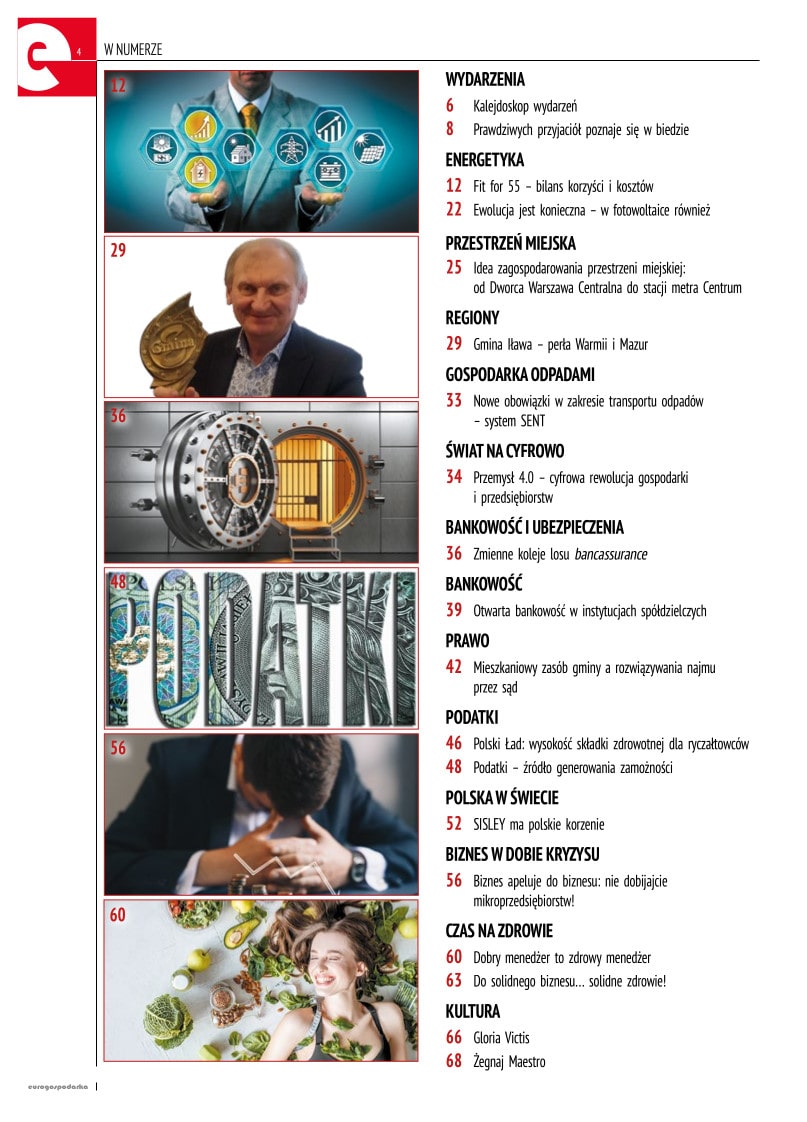 4
W NUMERZE
12
29
Gmina
36
48
PODATKI
56
60
WYDARZENIA
6 Kalejdoskop wydarzeń
8 Prawdziwych przyjaciół poznaje się w biedzie
ENERGETYKA
12 Fit for 55 – bilans korzyści i kosztów
22 Ewolucja jest konieczna – w fotowoltaice również
PRZESTRZEŃ MIEJSKA
25 Idea zagospodarowania przestrzeni miejskiej:
od Dworca Warszawa Centralna do stacji metra Centrum
REGIONY
29 Gmina Iława – perła Warmii i Mazur
GOSPODARKA ODPADAMI
33 Nowe obowiązki w zakresie transportu odpadów
– system SENT
ŚWIAT NA CYFROWO
34 Przemysł 4.0 – cyfrowa rewolucja gospodarki
i przedsiębiorstw
BANKOWOŚĆ I UBEZPIECZENIA
36 Zmienne koleje losu bancassurance
BANKOWOŚĆ
39 Otwarta bankowość w instytucjach spółdzielczych
PRAWO
42 Mieszkaniowy zasób gminy a rozwiązywania najmu
przez sąd
PODATKI
46 Polski Ład: wysokość składki zdrowotnej dla ryczałtowców
48 Podatki – źródło generowania zamożności
POLSKA W ŚWIECIE
52 SISLEY ma polskie korzenie
BIZNES W DOBIE KRYZYSU
56 Biznes apeluje do biznesu: nie dobijajcie
mikroprzedsiębiorstw!
CZAS NA ZDROWIE
60 Dobry menedżer to zdrowy menedżer
63 Do solidnego biznesu... solidne zdrowie!
KULTURA
66 Gloria Victis
68 Żegnaj Maestro
eurogospodarka